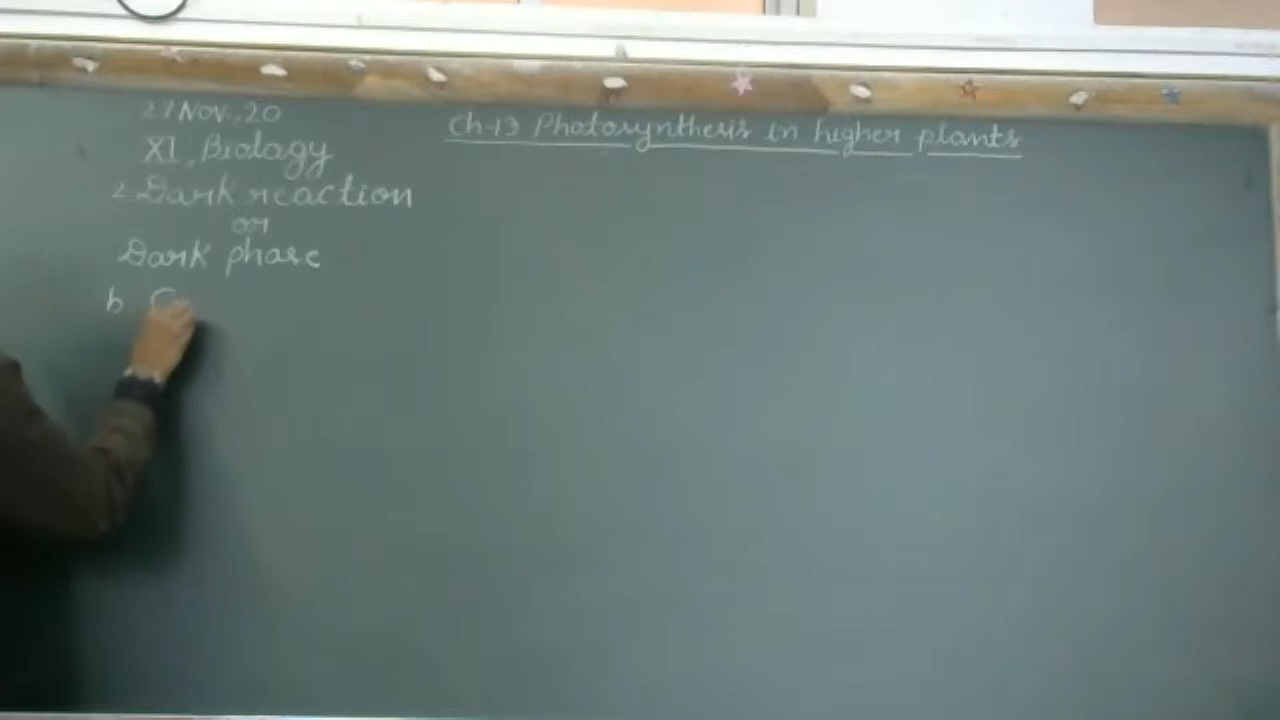 27 Nov. 20
Ch-13 Photosynthesis in higher plants
XI, Biology
2. Dark reaction
or
Dark phase
b C